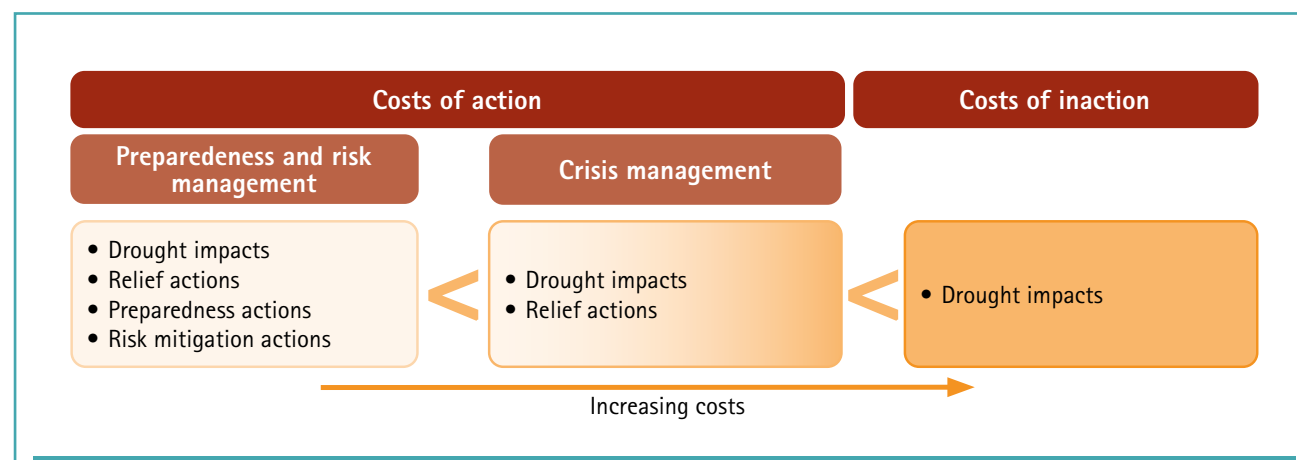 Costs of action
Costs of inaction
Preparedeness and risk
management
Crisis management
• Drought impacts
• Relief actions
• Preparedness actions
• Risk mitigation actions
<
• Drought impacts
• Relief actions
<
• Drought impacts
Increasing costs